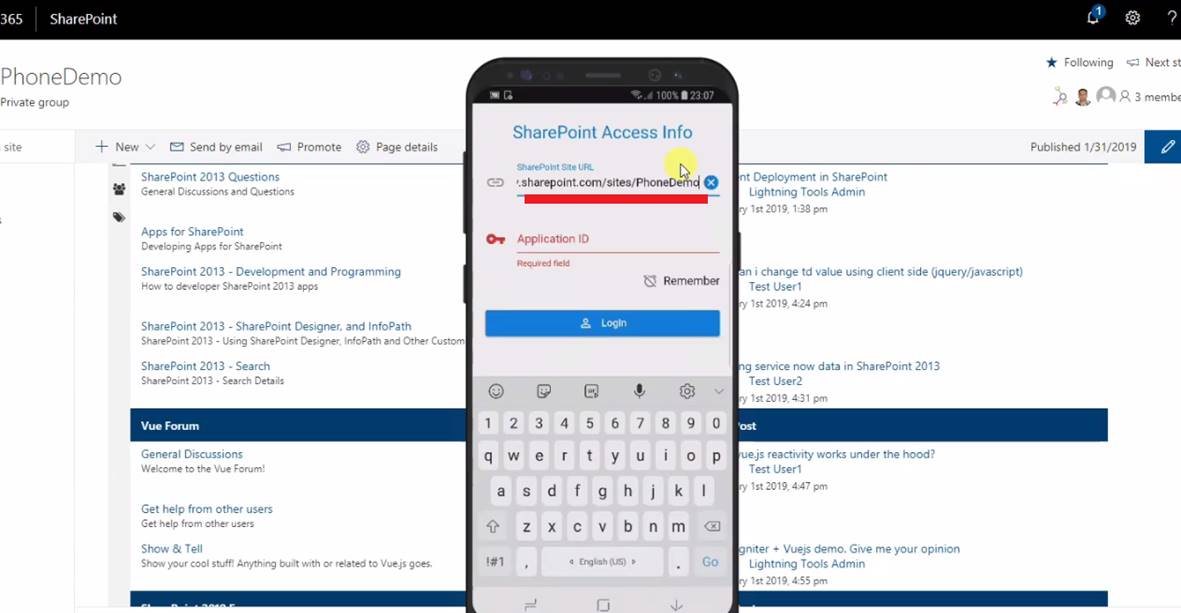 365 SharePoint
1
?
PhoneDemo
Private group
Following Next st
3 membe
site
New Send by email Promote Page details
Published 1/31/2019
SharePoint 2013 Questions
General Discussions and Questions
Apps for SharePoint
Developing Apps for SharePoint
SharePoint 2013 - Development and Programming
How to developer SharePoint 2013 apps
SharePoint 2013 - SharePoint Designer, and InfoPath
SharePoint 2013 - Using SharePoint Designer, InfoPath and Other Custom
SharePoint 2013 - Search
SharePoint 2013 - Search Details
Vue Forum
General Discussions
Welcome to the Vue Forum!
Get help from other users
Get help from other users
Show & Tell
Show your cool stuff! Anything built with or related to Vue.js goes.
100% 23:07
SharePoint Access Info
SharePoint Site URL
.sharepoint.com/sites/PhoneDemo
Application ID
Required field
Remember
LogIn
1 2 3 4 5 6 7 8 9 0
q w e r t y u i o p
a s d f g h j k l
z x c v b n m
!#1 , English (US) . Go
nt Deployment in SharePoint
Lightning Tools Admin
ry 1st 2019, 1:38 pm
an i change td value using client side (jquery/javascript)
Test User1
ry 1st 2019, 4:24 pm
ng service now data in SharePoint 2013
Test User2
ry 1st 2019, 4:31 pm
ost
vue.js reactivity works under the hood?
Test User1
ry 1st 2019, 4:47 pm
gniter + Vuejs demo. Give me your opinion
Lightning Tools Admin
ry 1st 2019, 4:55 pm